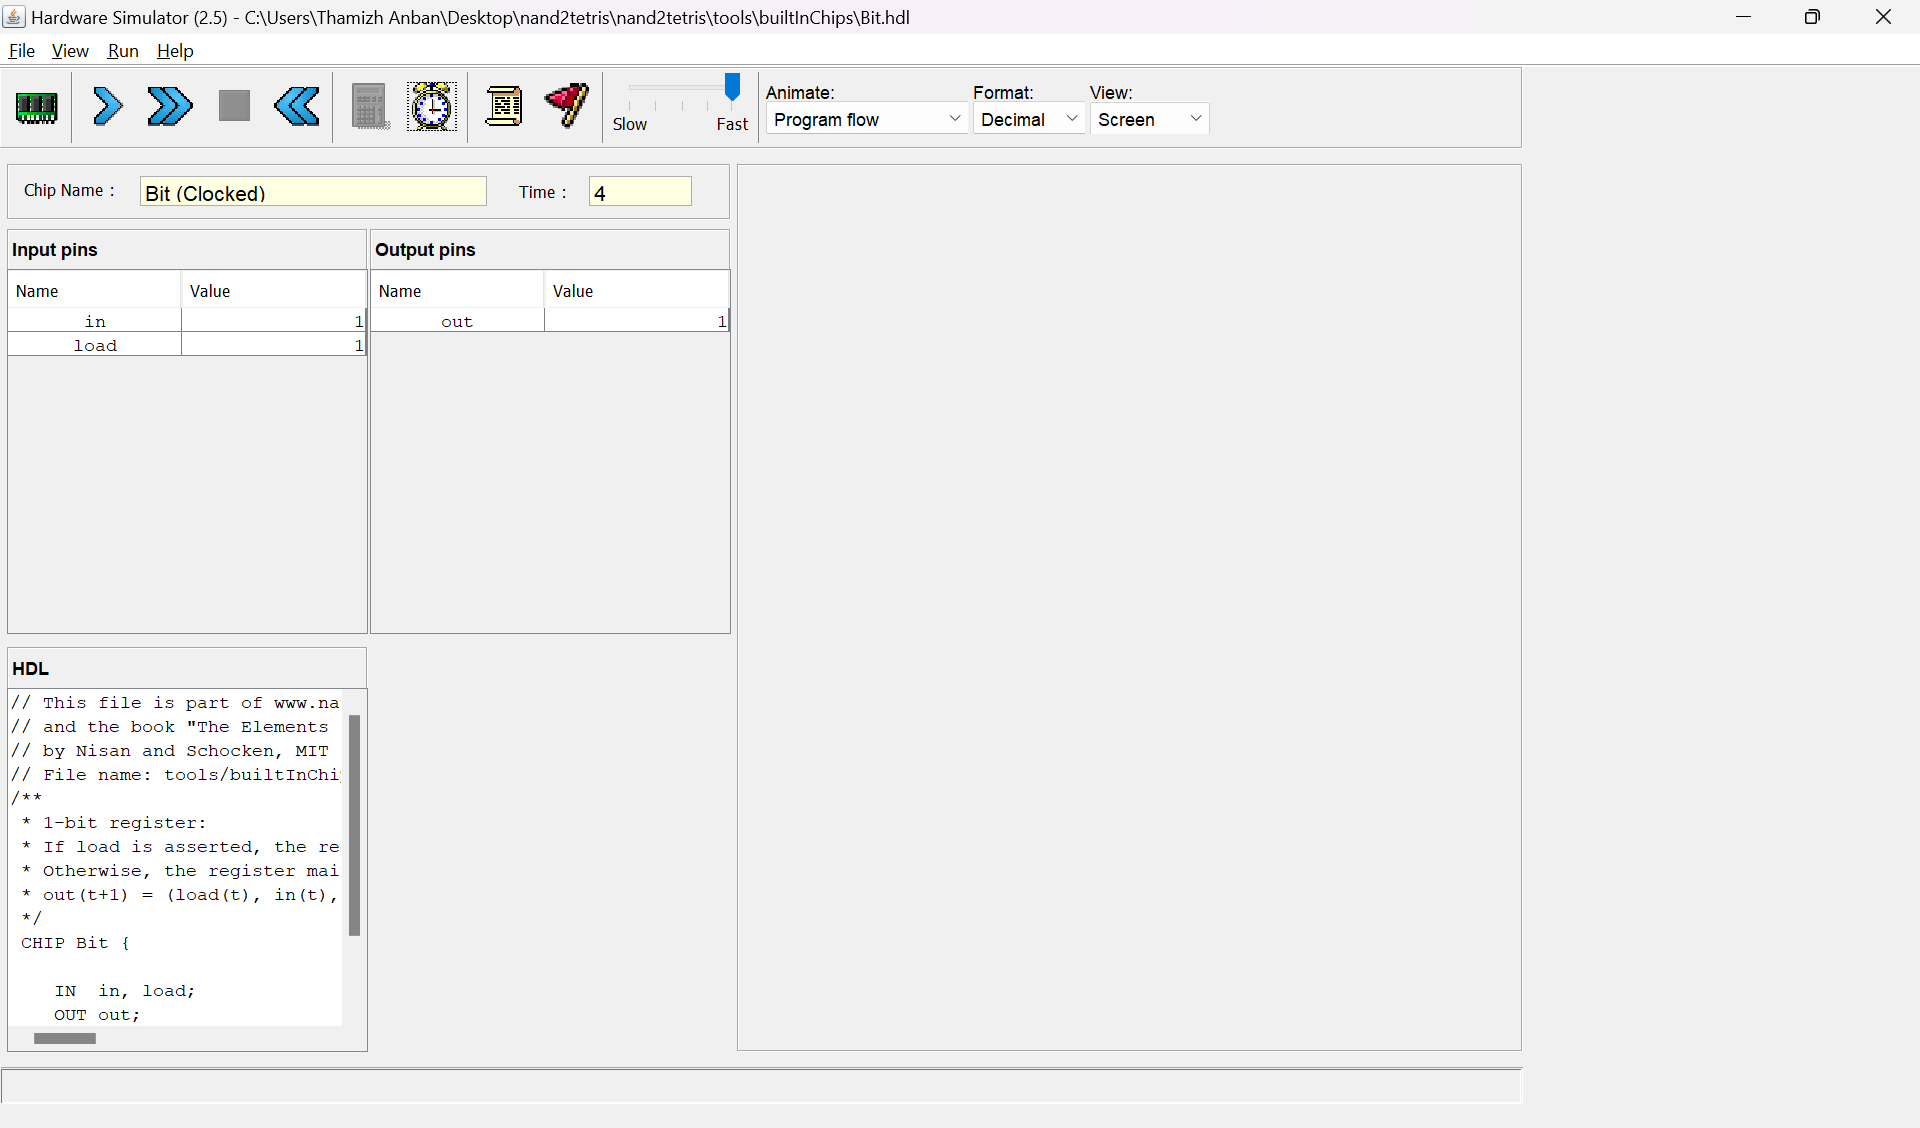 Hardware Simulator (2.5) - C:\Users\Thamizh Anban\Desktop\nand2tetris\nand2tetris\tools\builtInChips\Bit.hdl
File View Run Help
Animate: Format: View:
Program flow Decimal Screen
Slow Fast
Chip Name : Bit (Clocked) Time : 4
Input pins Output pins
Name Value Name Value
in 1 out 1
load 1
HDL
// This file is part of www.na
// and the book "The Elements
// by Nisan and Schocken, MIT
// File name: tools/builtInChi
/**
* 1-bit register:
* If load is asserted, the re
* Otherwise, the register mai
* out(t+1) = (load(t), in(t),
*/
CHIP Bit {
IN in, load;
OUT out;